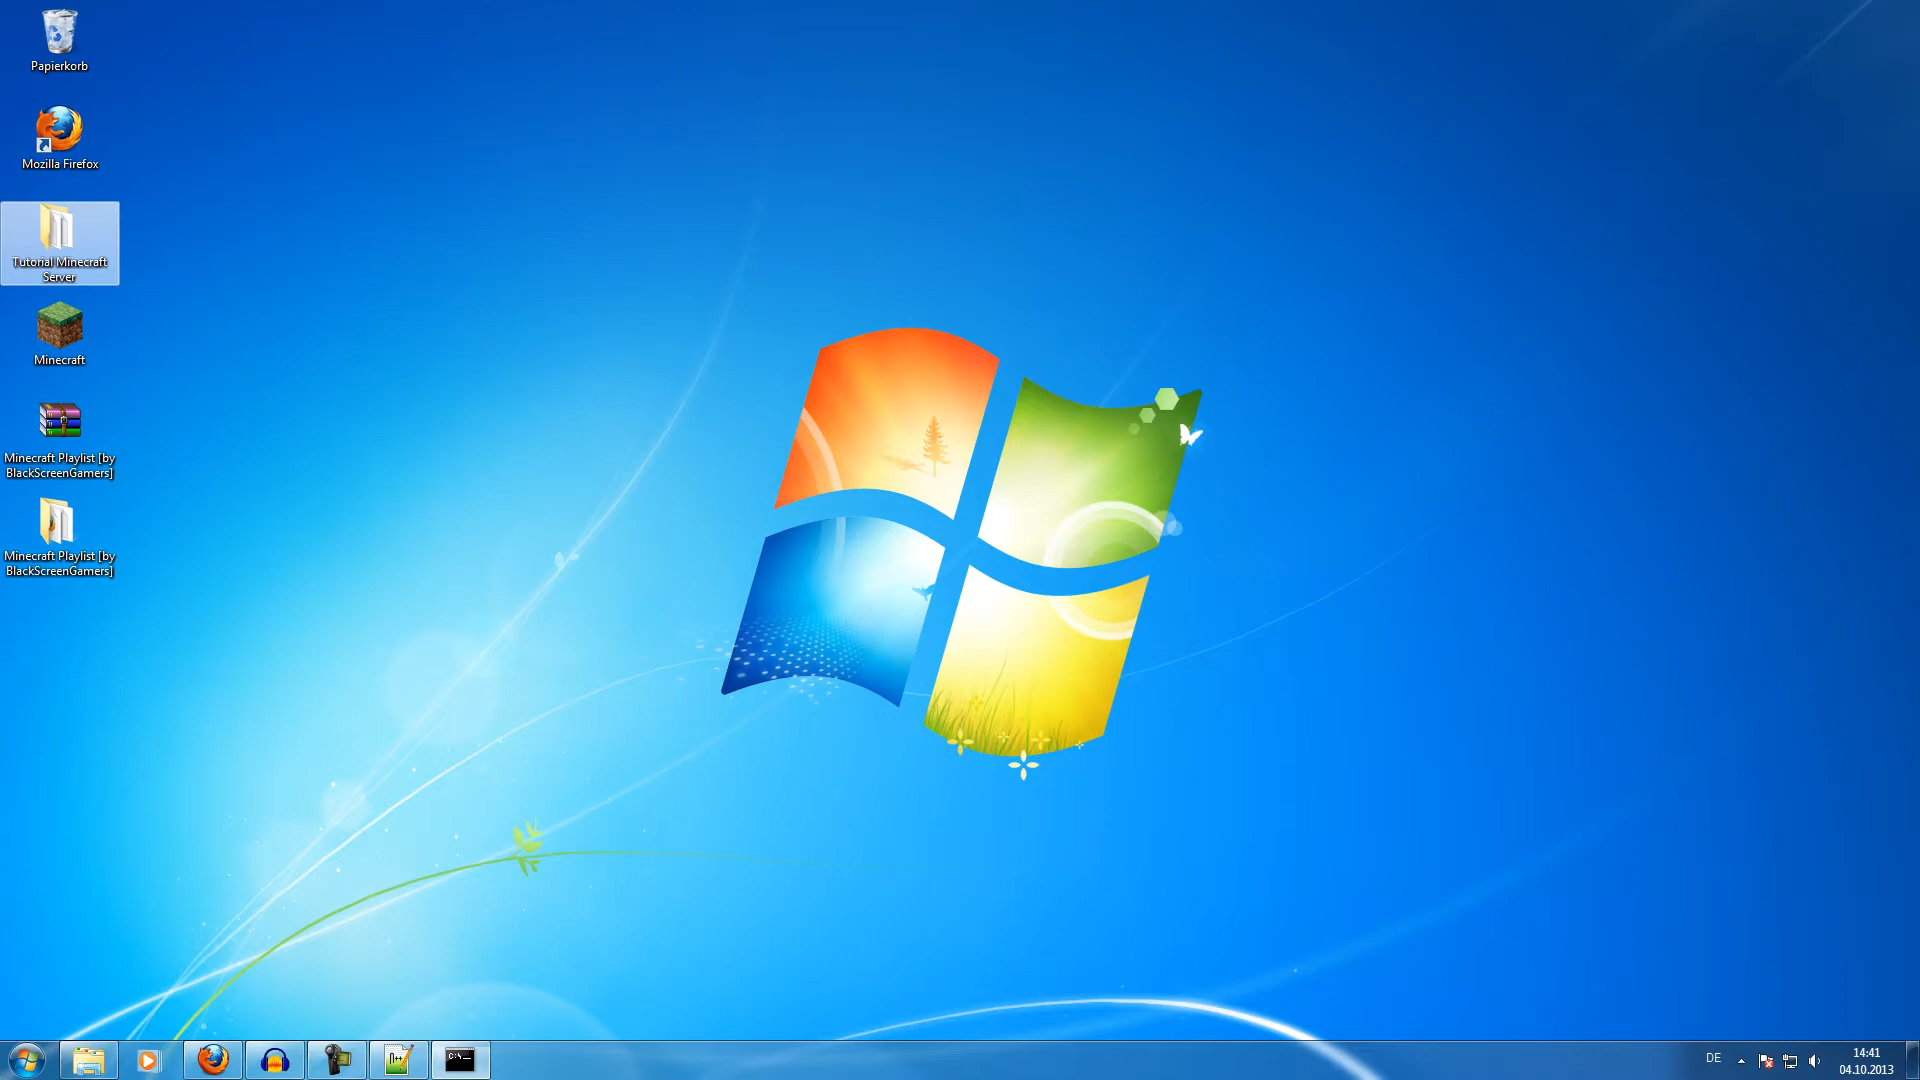 Papierkorb
Mozilla Firefox
Tutorial Minecraft
Server
Minecraft
Minecraft Playlist [by
BlackScreenGamers]
Minecraft Playlist [by
BlackScreenGamers]
C:\_
DE
14:41
04.10.2013